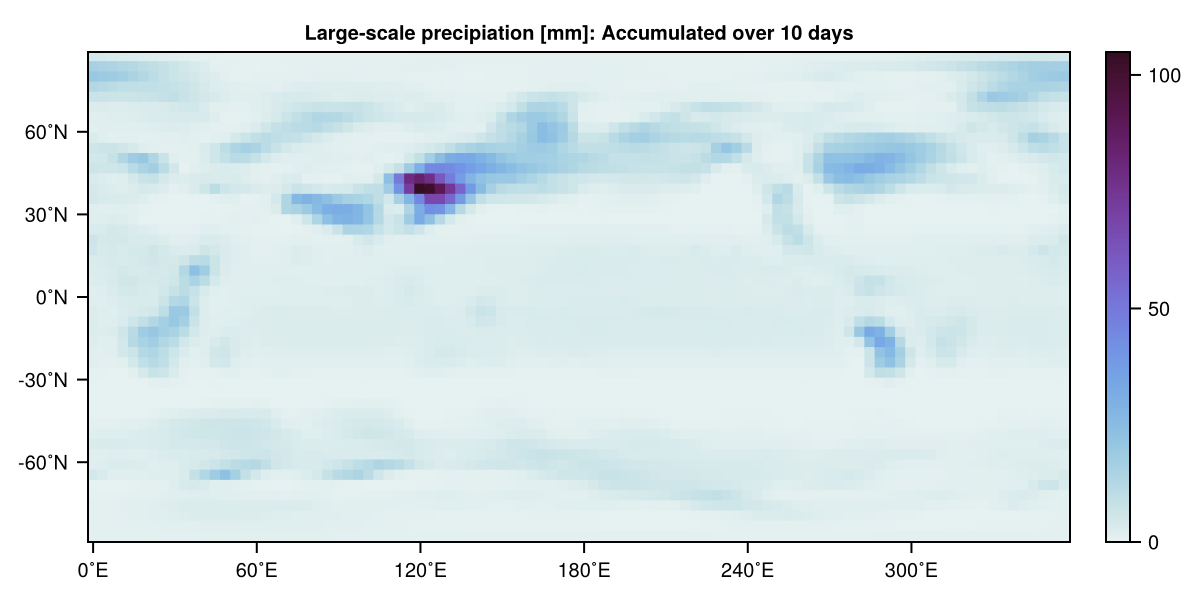 Large-scale precipiation [mm]: Accumulated over 10 days
100
60˚N
30˚N
50
0˚N
-30˚N
-60˚N
0
0˚E
60˚E
120˚E
180˚E
240˚E
300˚E